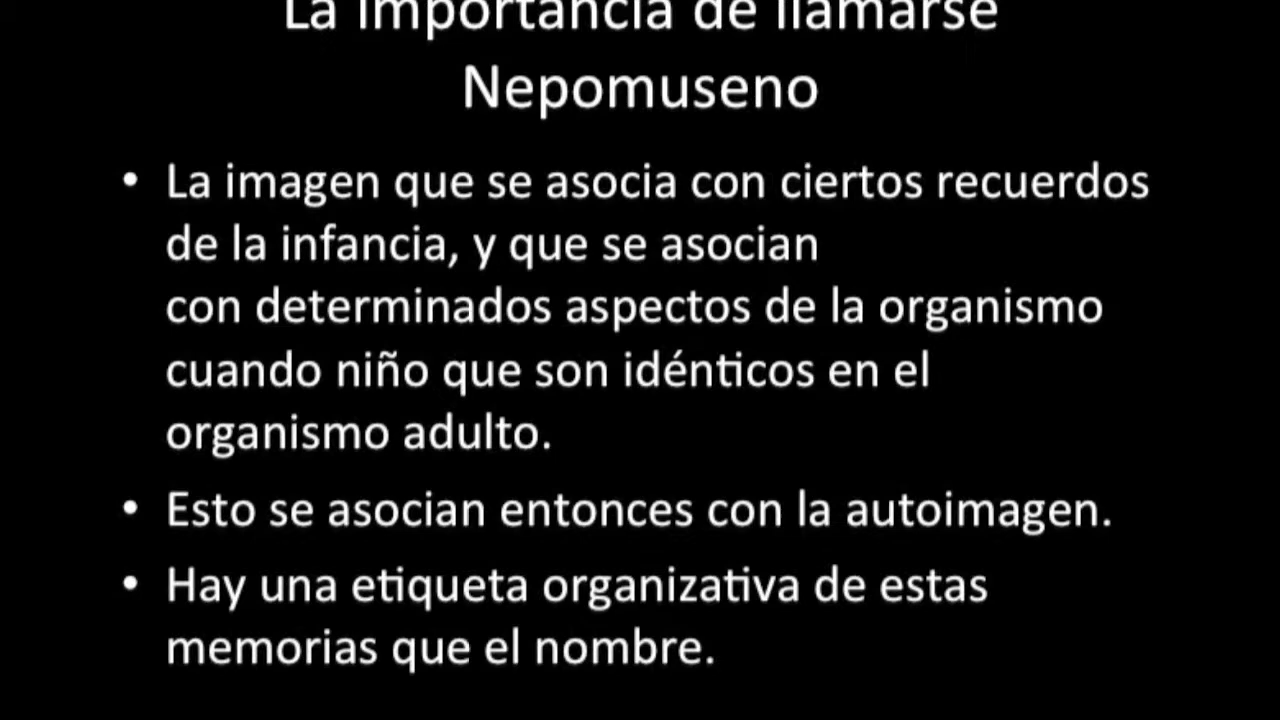 La importancia de llamarse
Nepomuseno
• La imagen que se asocia con ciertos recuerdos
de la infancia, y que se asocian
con determinados aspectos de la organismo
cuando niño que son idénticos en el
organismo adulto.
• Esto se asocian entonces con la autoimagen.
• Hay una etiqueta organizativa de estas
memorias que el nombre.